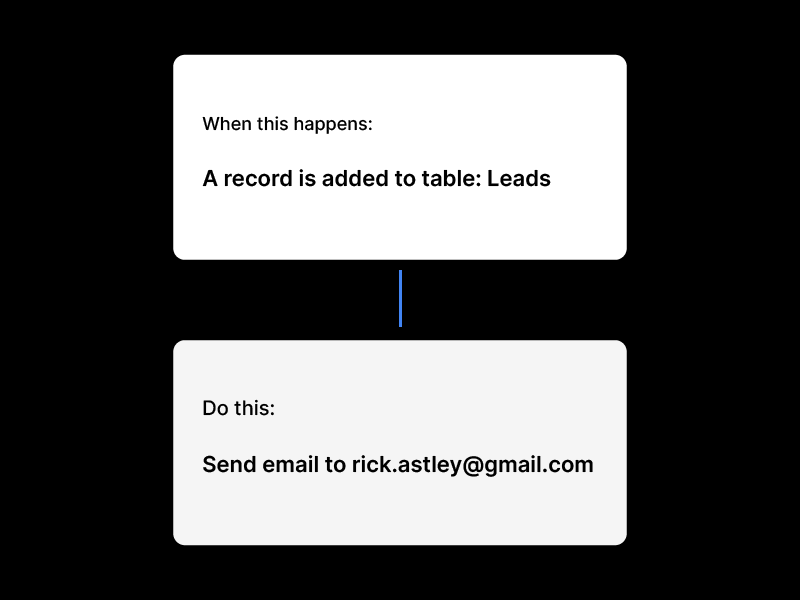 When this happens:
A record is added to table: Leads
Do this:
Send email to rick.astley@gmail.com